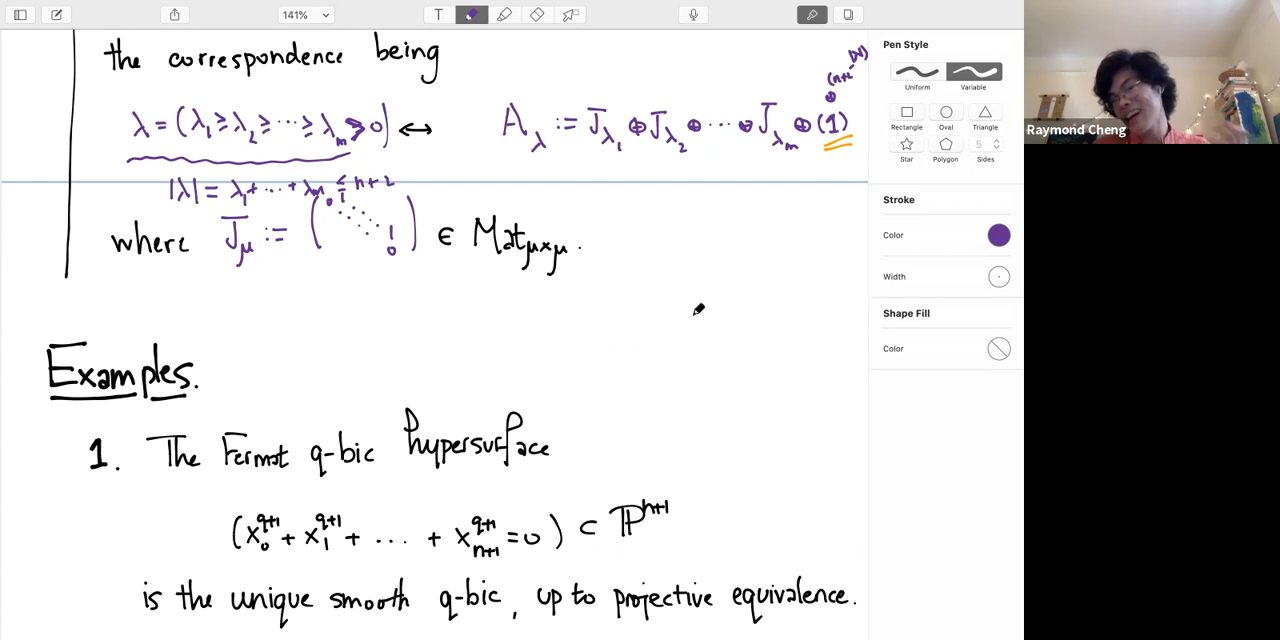 141%
T
the correspondence being
λ = (λ₁ ≥ λ₂ ≥ ⋯ ≥ λₘ > 0) ↔ A_λ := J_λ₁ ⊕ J_λ₂ ⊕ ⋯ ⊕ J_λₘ ⊕ (1)
|λ| = λ₁ + ⋯ + λₘ ≤ n+2
where J_μ := (0 1 ⋱ ⋱ 1 0) ∈ Mat_μ×μ.
Examples.
1. The Fermat q-bic hypersurface
(x₀^{q+1} + x₁^{q+1} + ... + x_{n+1}^{q+1} = 0) ⊂ ℙ^{n+1}
is the unique smooth q-bic, up to projective equivalence.
Pen Style
Uniform Variable
Rectangle Oval Triangle
Star Polygon 5 Sides
Stroke
Color
Width
Shape Fill
Color
Raymond Cheng